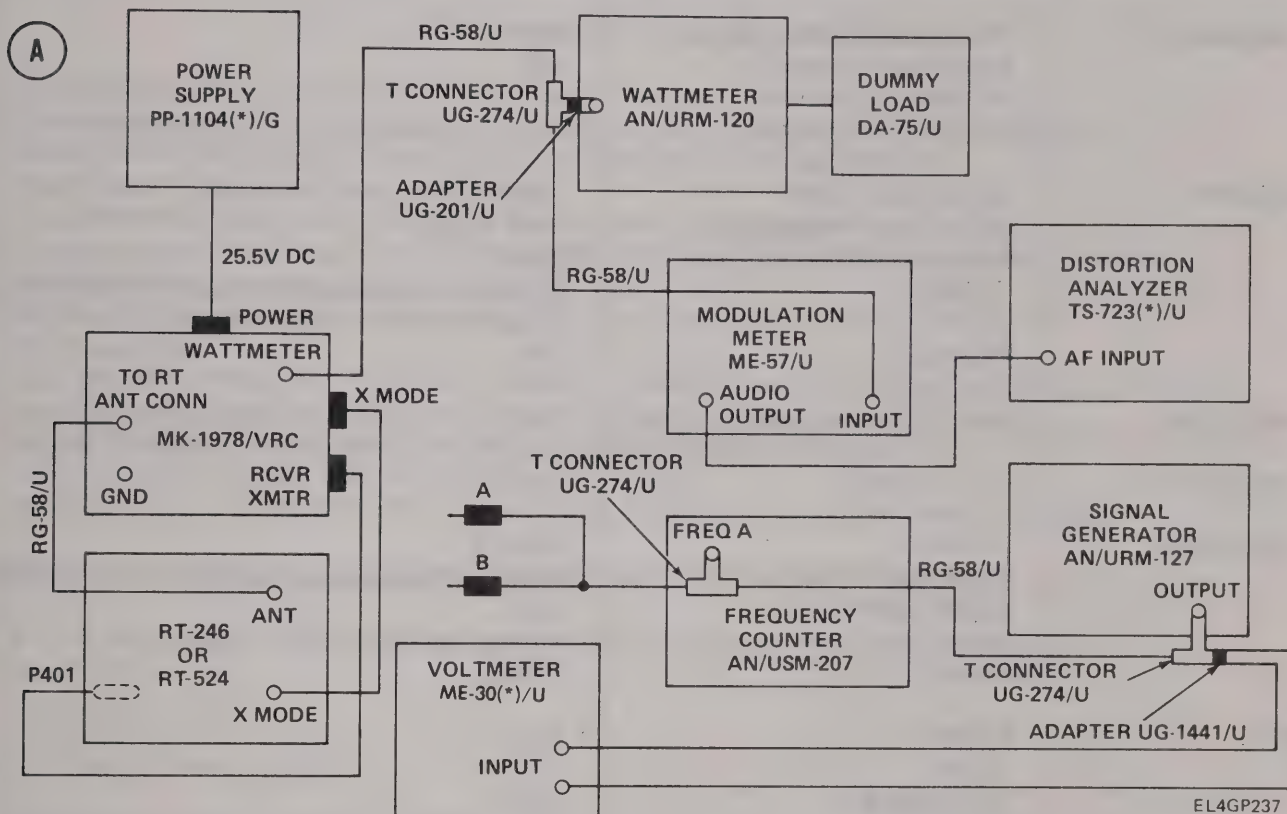 A
POWER
SUPPLY
PP-1104(*)/G
25.5V DC
RG-58/U
T CONNECTOR
UG-274/U
ADAPTER
UG-201/U
WATTMETER
AN/URM-120
DUMMY
LOAD
DA-75/U
POWER
WATTMETER
TO RT
ANT CONN
MK-1978/VRC
GND
RCVR
XMTR
X MODE
RG-58/U
RG-58/U
MODULATION
METER
ME-57/U
AUDIO
OUTPUT
INPUT
DISTORTION
ANALYZER
TS-723(*)/U
AF INPUT
ANT
RT-246
OR
RT-524
X MODE
P401
A
B
T CONNECTOR
UG-274/U
FREQ A
FREQUENCY
COUNTER
AN/USM-207
RG-58/U
SIGNAL
GENERATOR
AN/URM-127
OUTPUT
T CONNECTOR
UG-274/U
ADAPTER UG-1441/U
VOLTMETER
ME-30(*)/U
INPUT
EL4GP237